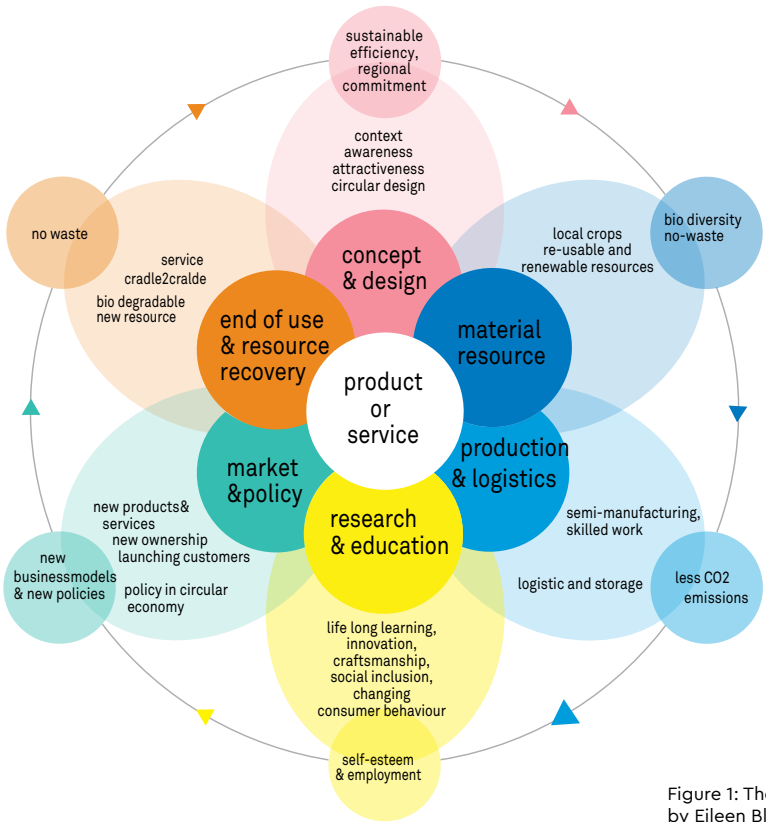 sustainable
efficiency,
regional
commitment
context
awareness
attractiveness
circular design
concept
& design
local crops
re-usable and
renewable resources
bio diversity
no-waste
material
resource
production
& logistics
semi-manufacturing,
skilled work
logistic and storage
less CO2
emissions
research
& education
life long learning,
innovation,
craftsmanship,
social inclusion,
changing
consumer behaviour
self-esteem
& employment
market
&policy
new products&
services
new ownership
launching customers
policy in circular
economy
new
businessmodels
& new policies
end of use
& resource
recovery
service
cradle2cralde
bio degradable
new resource
no waste
product
or
service
Figure 1: The
by Eileen Bl